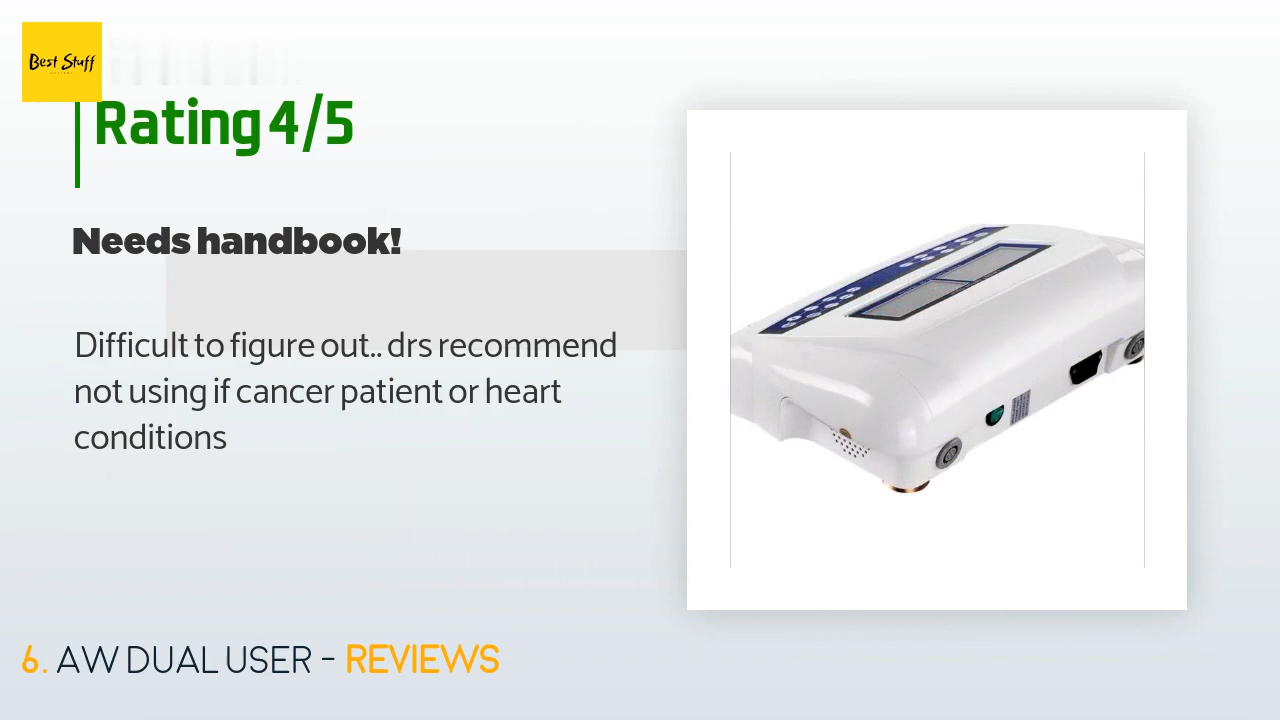 Best Stuff
Rating 4/5
Needs handbook!
Difficult to figure out.. drs recommend
not using if cancer patient or heart
conditions
6. AW DUAL USER - REVIEWS